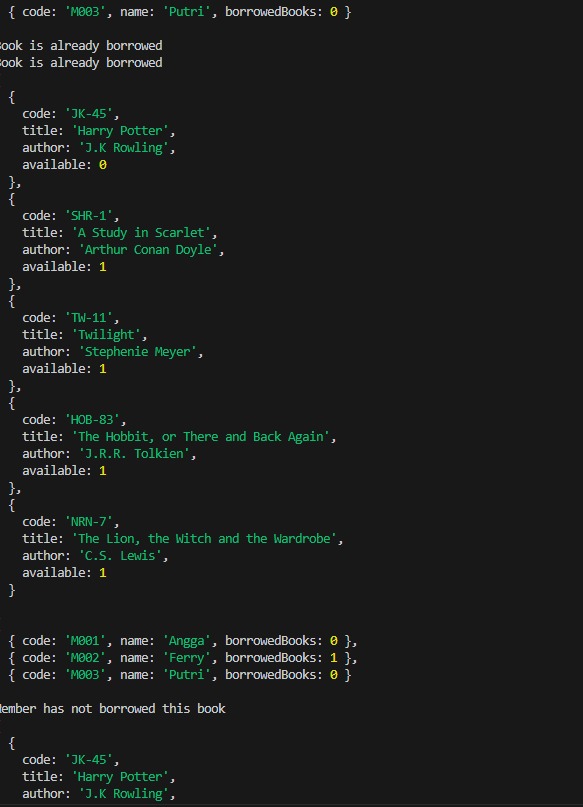 { code: 'M003', name: 'Putri', borrowedBooks: 0 }
ook is already borrowed
ook is already borrowed
{
code: 'JK-45',
title: 'Harry Potter',
author: 'J.K Rowling',
available: 0
},
{
code: 'SHR-1',
title: 'A Study in Scarlet',
author: 'Arthur Conan Doyle',
available: 1
},
{
code: 'TW-11',
title: 'Twilight',
author: 'Stephenie Meyer',
available: 1
},
{
code: 'HOB-83',
title: 'The Hobbit, or There and Back Again',
author: 'J.R.R. Tolkien',
available: 1
},
{
code: 'NRN-7',
title: 'The Lion, the Witch and the Wardrobe',
author: 'C.S. Lewis',
available: 1
}
{ code: 'M001', name: 'Angga', borrowedBooks: 0 },
{ code: 'M002', name: 'Ferry', borrowedBooks: 1 },
{ code: 'M003', name: 'Putri', borrowedBooks: 0 }
ember has not borrowed this book
{
code: 'JK-45',
title: 'Harry Potter',
author: 'J.K Rowling',